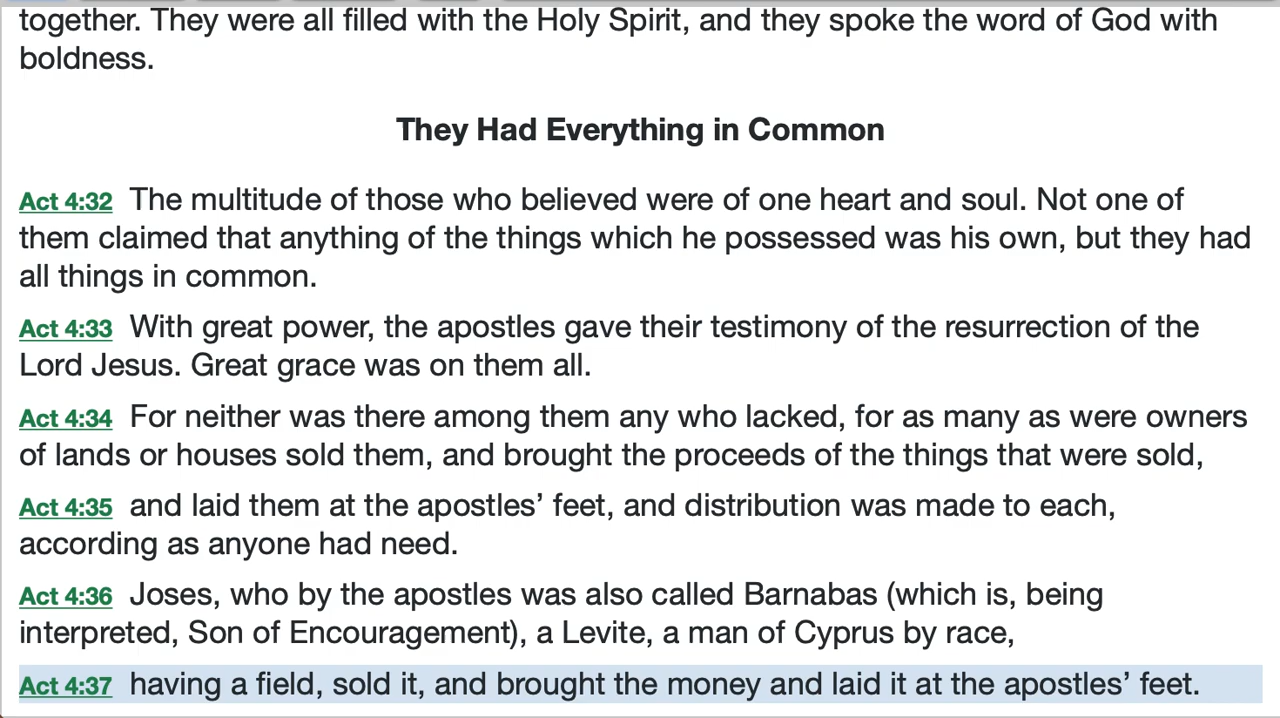 together. They were all filled with the Holy Spirit, and they spoke the word of God with
boldness.
They Had Everything in Common
Act 4:32 The multitude of those who believed were of one heart and soul. Not one of
them claimed that anything of the things which he possessed was his own, but they had
all things in common.
Act 4:33 With great power, the apostles gave their testimony of the resurrection of the
Lord Jesus. Great grace was on them all.
Act 4:34 For neither was there among them any who lacked, for as many as were owners
of lands or houses sold them, and brought the proceeds of the things that were sold,
Act 4:35 and laid them at the apostles’ feet, and distribution was made to each,
according as anyone had need.
Act 4:36 Joses, who by the apostles was also called Barnabas (which is, being
interpreted, Son of Encouragement), a Levite, a man of Cyprus by race,
Act 4:37 having a field, sold it, and brought the money and laid it at the apostles’ feet.